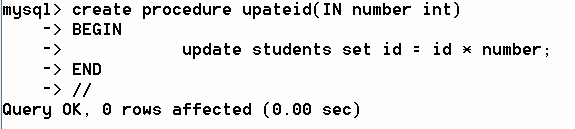 mysql> create procedure upateid(IN number int)
    -> BEGIN
    ->          update students set id = id * number;
    -> END
    -> //
Query OK, 0 rows affected (0.00 sec)